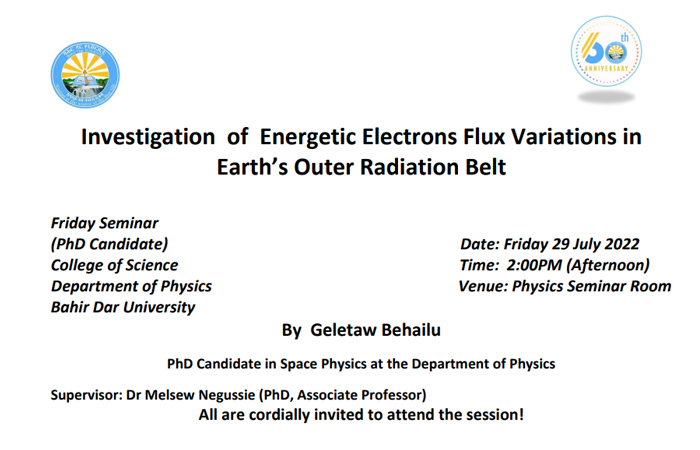 60th
ANNIVERSARY
Investigation of Energetic Electrons Flux Variations in
Earth's Outer Radiation Belt
Friday Seminar
(PhD Candidate)
College of Science
Department of Physics
Bahir Dar University
Date: Friday 29 July 2022
Time: 2:00PM (Afternoon)
Venue: Physics Seminar Room
By Geletaw Behailu
PhD Candidate in Space Physics at the Department of Physics
Supervisor: Dr Melsew Negussie (PhD, Associate Professor)
All are cordially invited to attend the session!